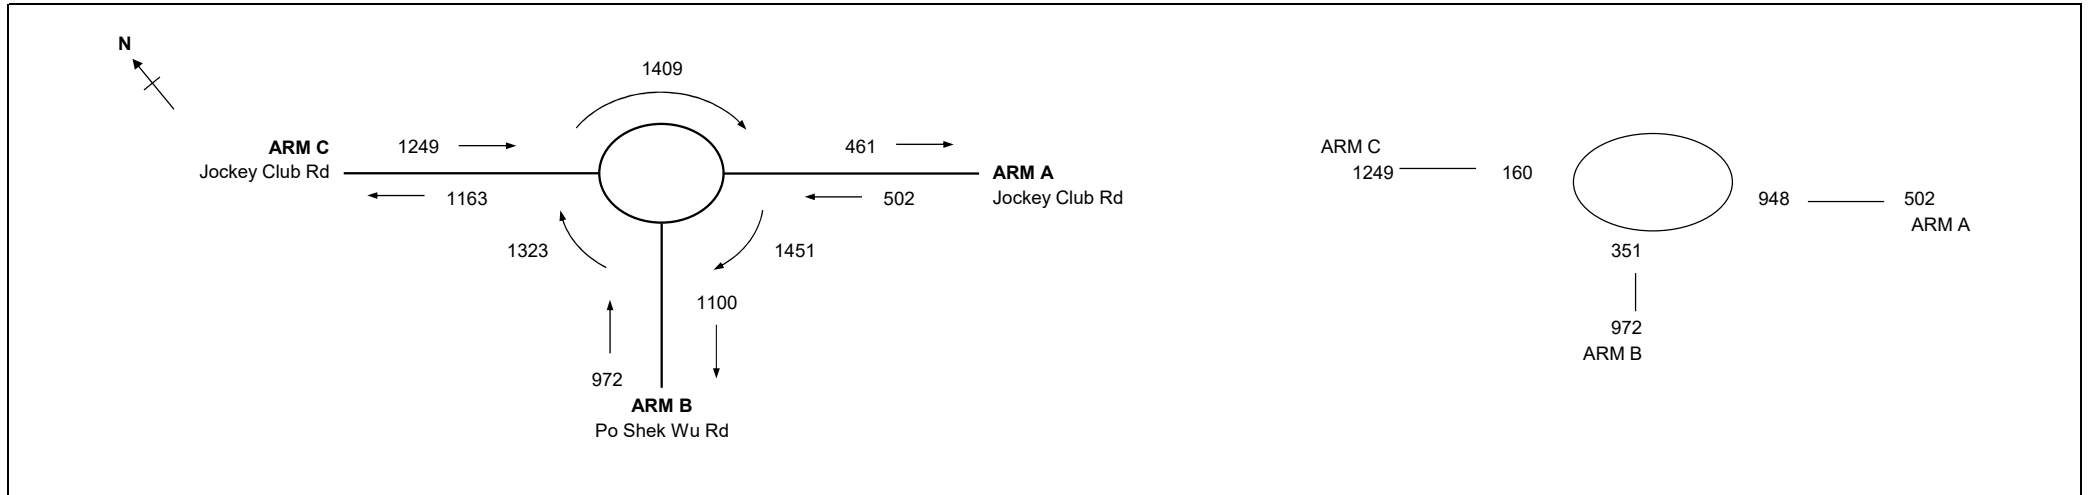 N
1409
ARM C
1249
461
Jockey Club Rd
ARM A
1163
502
Jockey Club Rd
1323
1451
1100
972
ARM B
Po Shek Wu Rd
ARM C
1249
160
948
502
ARM A
351
972
ARM B